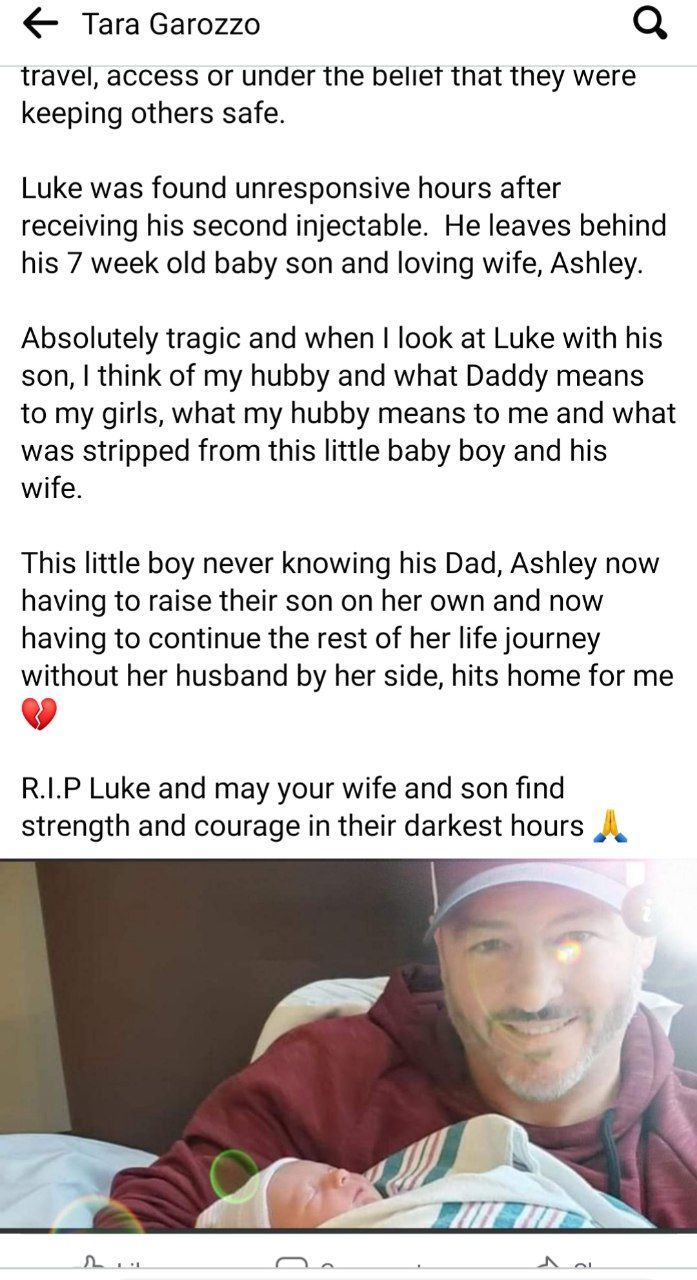 Tara Garozzo
travel, access or under the belief that they were
keeping others safe.
Luke was found unresponsive hours after
receiving his second injectable.  He leaves behind
his 7 week old baby son and loving wife, Ashley.
Absolutely tragic and when I look at Luke with his
son, I think of my hubby and what Daddy means
to my girls, what my hubby means to me and what
was stripped from this little baby boy and his
wife.
This little boy never knowing his Dad, Ashley now
having to raise their son on her own and now
having to continue the rest of her life journey
without her husband by her side, hits home for me
💔
R.I.P Luke and may your wife and son find
strength and courage in their darkest hours 🙏